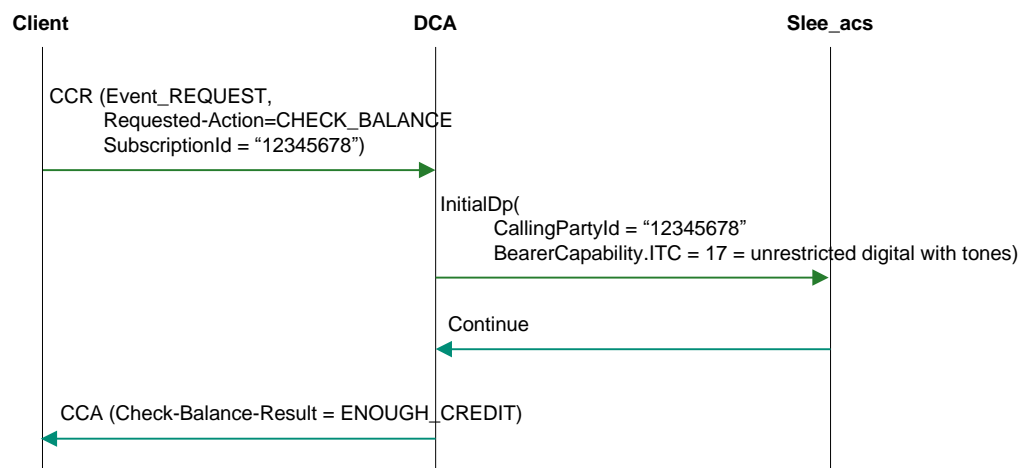 Client DCA Slee_acs
CCR (Event_REQUEST,
Requested-Action=CHECK_BALANCE
SubscriptionId = “12345678”)
InitialDp(
CallingPartyId = “12345678”
BearerCapability.ITC = 17 = unrestricted digital with tones)
Continue
CCA (Check-Balance-Result = ENOUGH_CREDIT)